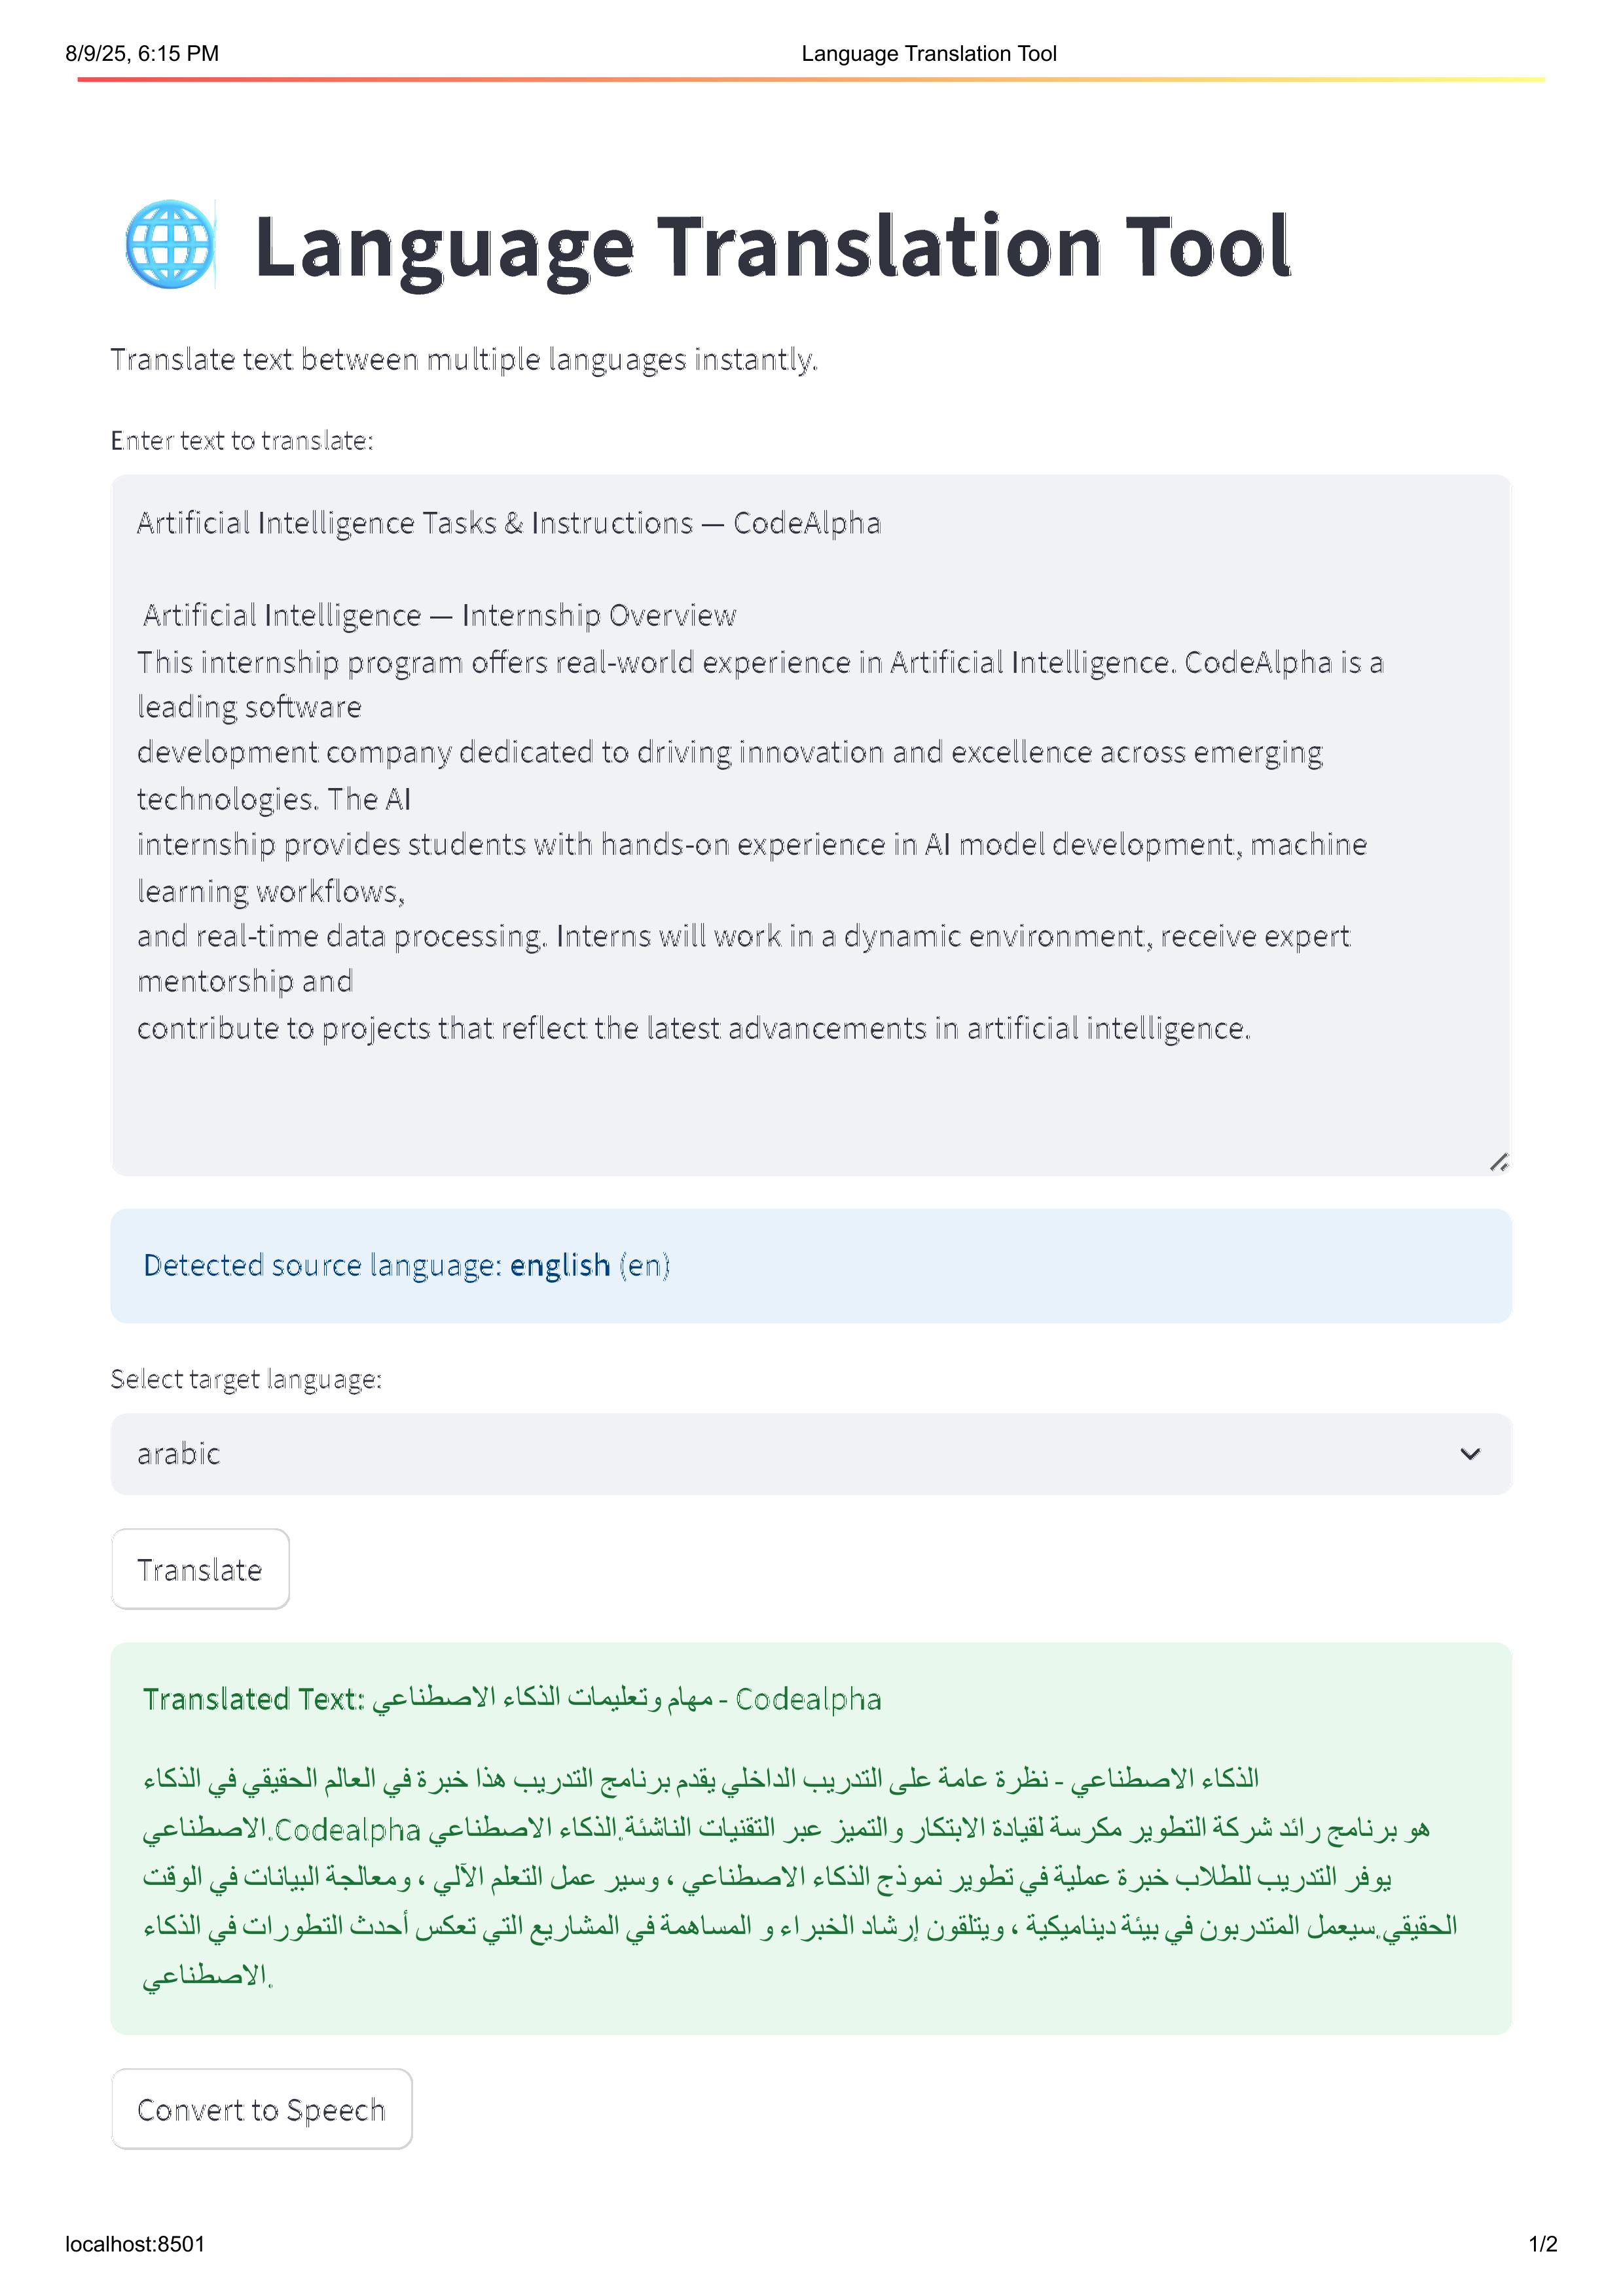 8/9/25, 6:15 PM
Language Translation Tool
Language Translation Tool
Translate text between multiple languages instantly.
Enter text to translate:
Artificial Intelligence Tasks & Instructions — CodeAlpha
Artificial Intelligence — Internship Overview
This internship program offers real-world experience in Artificial Intelligence. CodeAlpha is a
leading software
development company dedicated to driving innovation and excellence across emerging
technologies. The AI
internship provides students with hands-on experience in AI model development, machine
learning workflows,
and real-time data processing. Interns will work in a dynamic environment, receive expert
mentorship and
contribute to projects that reflect the latest advancements in artificial intelligence.
Detected source language: english (en)
Select target language:
arabic
Translate
Translated Text: مهام وتعليمات الذكاء الاصطناعي - Codealpha
الذكاء الاصطناعي - نظرة عامة على التدريب الداخلي يقدم برنامج التدريب هذا خبرة في العالم الحقيقي في الذكاء
الاصطناعي.Codealpha هو برنامج رائد شركة التطوير مكرسة لقيادة الابتكار والتميز عبر التقنيات الناشئة.الذكاء الاصطناعي
يوفر التدريب للطلاب خبرة عملية في تطوير نموذج الذكاء الاصطناعي ، وسير عمل التعلم الآلي ، ومعالجة البيانات في الوقت
الحقيقي.سيعمل المتدربون في بيئة ديناميكية ، ويتلقون إرشاد الخبراء و المساهمة في المشاريع التي تعكس أحدث التطورات في الذكاء
الاصطناعي.
Convert to Speech
localhost:8501
1/2